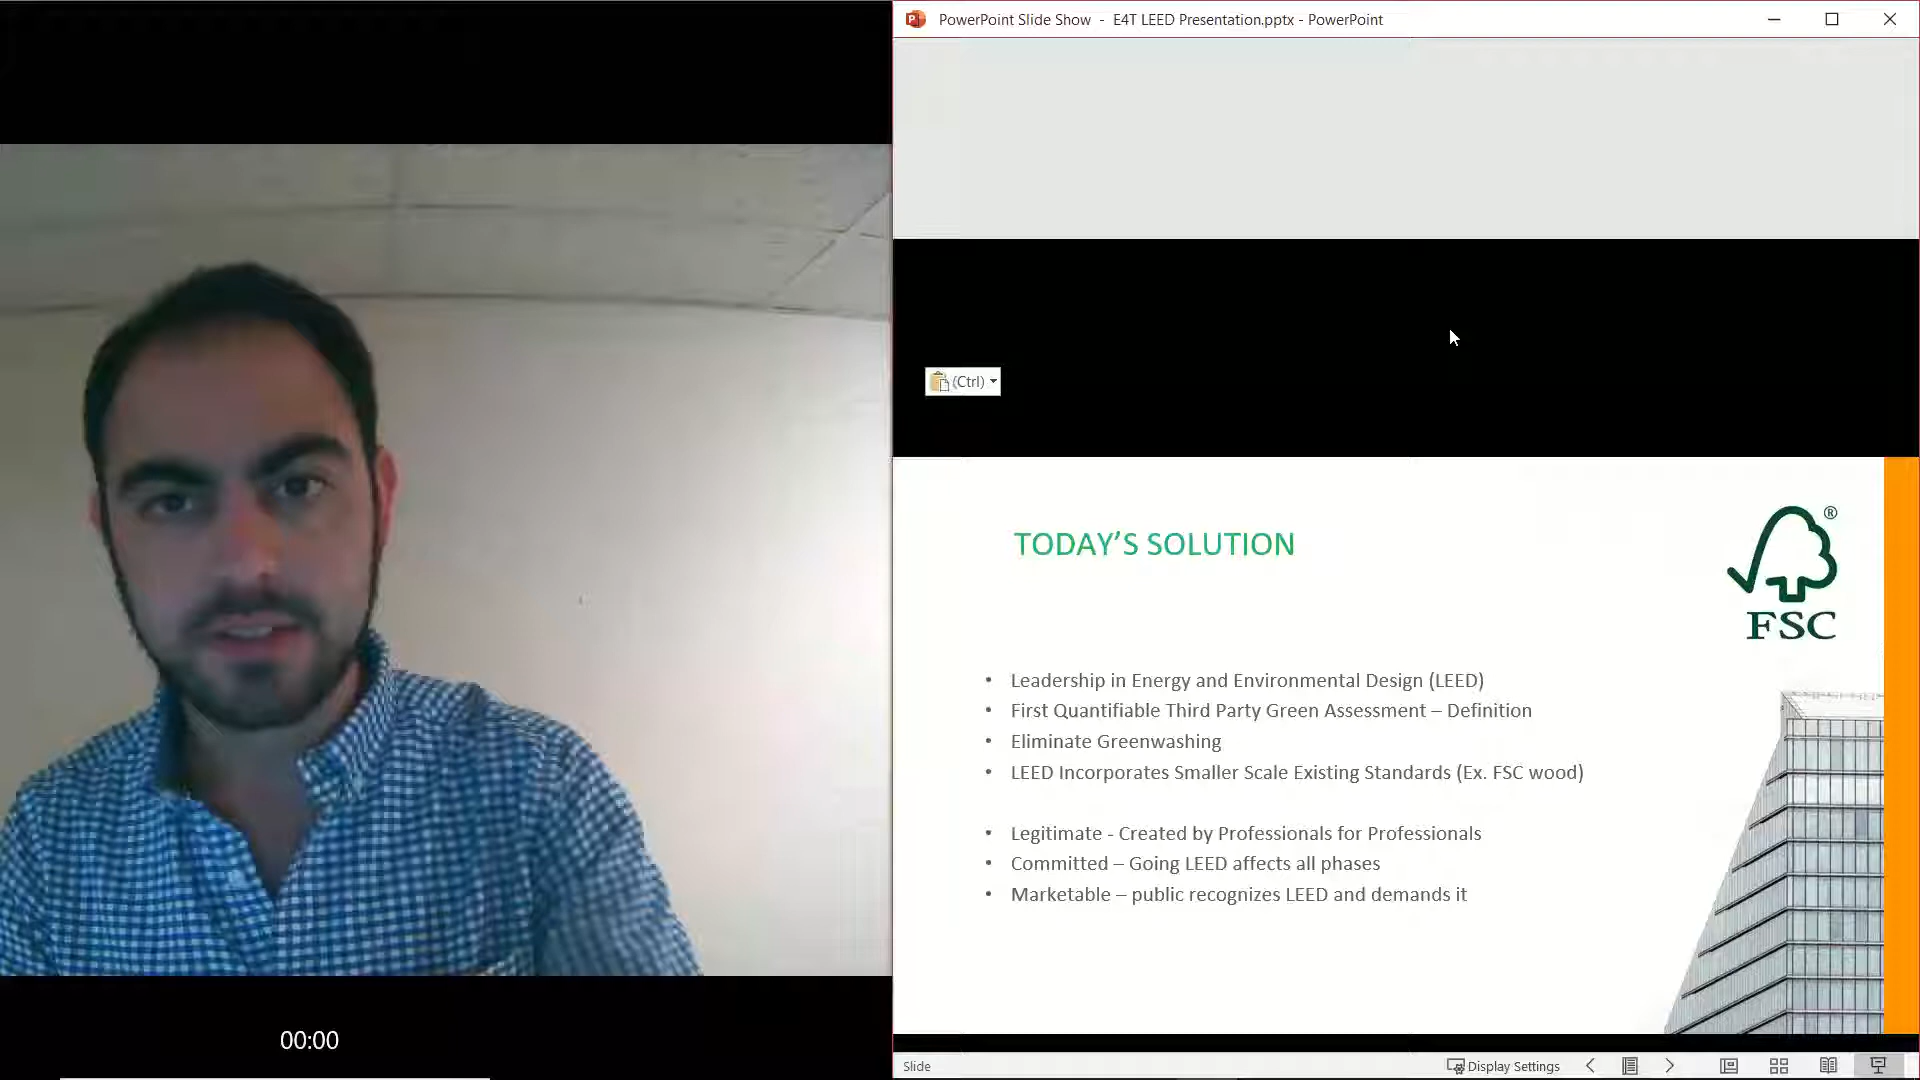 PowerPoint Slide Show - E4T LEED Presentation.pptx - PowerPoint
(Ctrl)
TODAY’S SOLUTION
®
FSC
• Leadership in Energy and Environmental Design (LEED)
• First Quantifiable Third Party Green Assessment – Definition
• Eliminate Greenwashing
• LEED Incorporates Smaller Scale Existing Standards (Ex. FSC wood)
• Legitimate - Created by Professionals for Professionals
• Committed – Going LEED affects all phases
• Marketable – public recognizes LEED and demands it
00:00
Slide
Display Settings